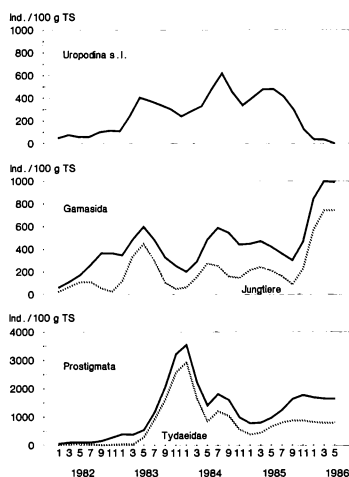 Ind. / 100 g TS
1000
800
600
400
200
0
Uropodina s.l.
Ind. / 100 g TS
1000
800
600
400
200
0
Gamasida
Jungtiere
Ind. / 100 g TS
4000
3000
2000
1000
0
Prostigmata
Tydaeidae
1 3 5 7 9 11 1 3 5 7 9 11 1 3 5 7 9 11 1 3 5 7 9 11 1 3 5
1982 1983 1984 1985 1986